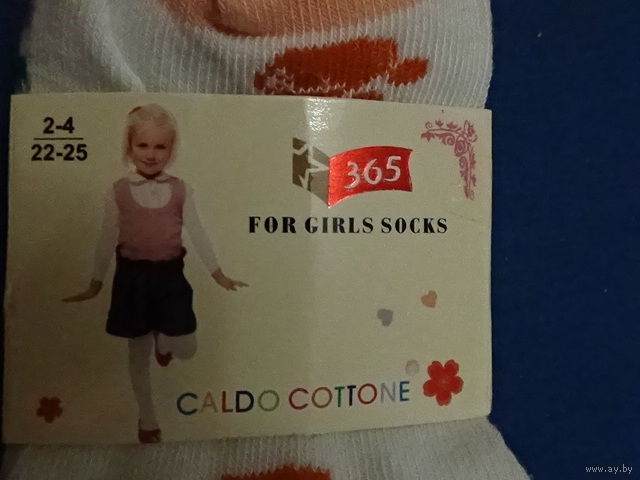 2-4
22-25
365
FOR GIRLS SOCKS
CALDO COTTONE
www.ay.by